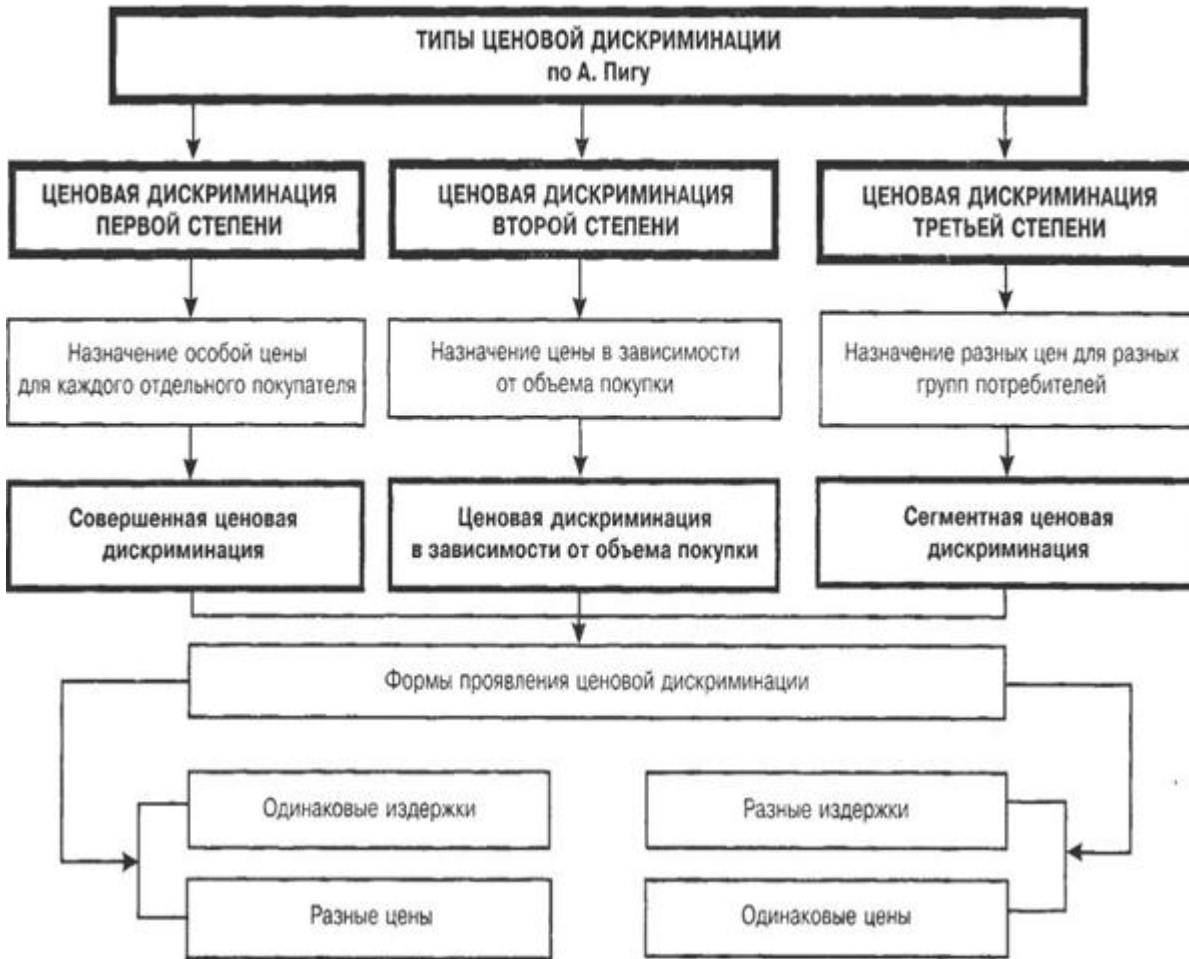 ТИПЫ ЦЕНОВОЙ ДИСКРИМИНАЦИИ
по А. Пигу
ЦЕНОВАЯ ДИСКРИМИНАЦИЯ
ПЕРВОЙ СТЕПЕНИ
ЦЕНОВАЯ ДИСКРИМИНАЦИЯ
ВТОРОЙ СТЕПЕНИ
ЦЕНОВАЯ ДИСКРИМИНАЦИЯ
ТРЕТЬЕЙ СТЕПЕНИ
Назначение особой цены
для каждого отдельного покупателя
Назначение цены в зависимости
от объема покупки
Назначение разных цен для разных
групп потребителей
Совершенная ценовая
дискриминация
Ценовая дискриминация
в зависимости от объема покупки
Сегментная ценовая
дискриминация
Формы проявления ценовой дискриминации
Одинаковые издержки
Разные издержки
Разные цены
Одинаковые цены